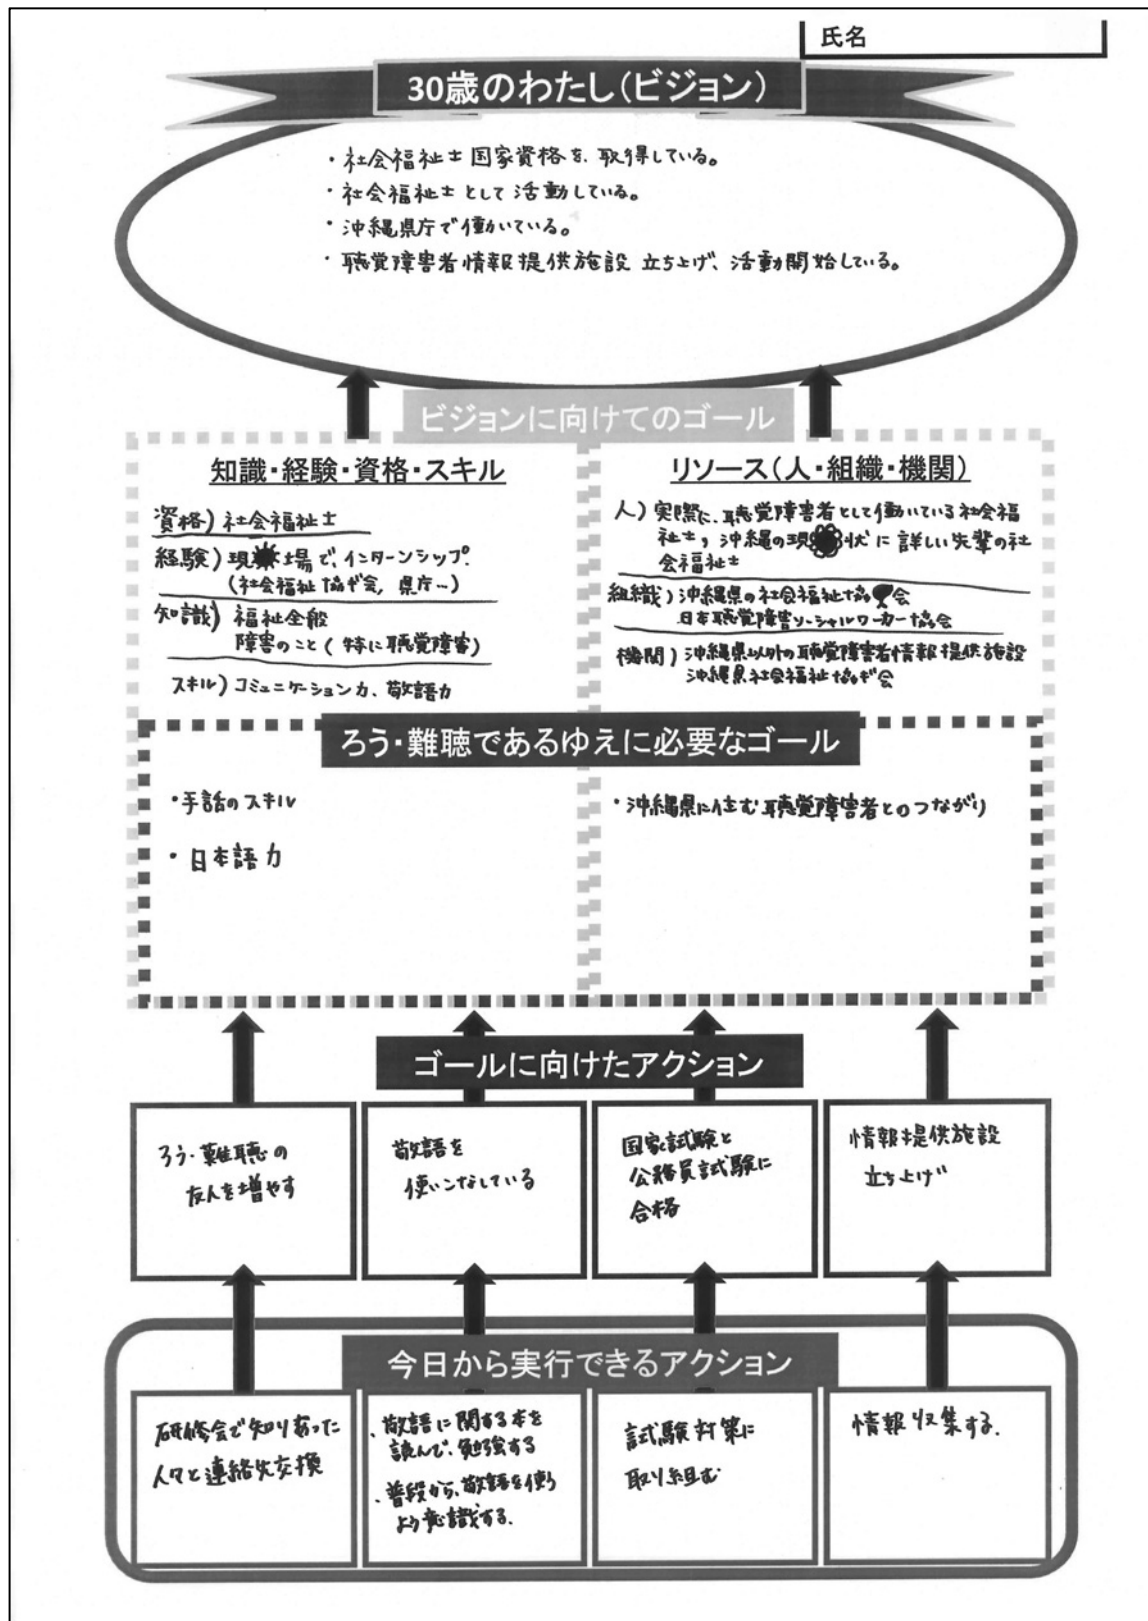 氏名
30歳のわたし(ビジョン)
・社会福祉士国家資格を、取得している。
・社会福祉士として活動している。
・沖縄県庁で働いている。
・聴覚障害者情報提供施設 立ち上げ、活動開始している。
ビジョンに向けてのゴール
知識・経験・資格・スキル
資格)社会福祉士
経験)現場で、インターンシップ.
(社会福祉協ギ会, 県庁…)
知識)福祉全般
障害のこと(特に聴覚障害)
スキル)コミュニケーション力、敬語力
リソース(人・組織・機関)
人)実際に、聴覚障害者として働いている社会福
祉士, 沖縄の現状に詳しい先輩の社
会福祉士
組織)沖縄県の社会福祉協会
日本聴覚障害ソーシャルワーカー協会
機関)沖縄県以外の聴覚障害者情報提供施設
沖縄県社会福祉協ギ会
ろう・難聴であるゆえに必要なゴール
・手話のスキル
・日本語力
・沖縄県に住む聴覚障害者とのつながり
ゴールに向けたアクション
ろう・難聴の
友人を増やす
敬語を
使いこなしている
国家試験と
公務員試験に
合格
情報提供施設
立ち上げ
今日から実行できるアクション
研修会で知りあった
人々と連絡先交換
・敬語に関する本を
読んで、勉強する
・普段から、敬語を使う
よう意識する.
試験対策に
取り組む
情報収集する.